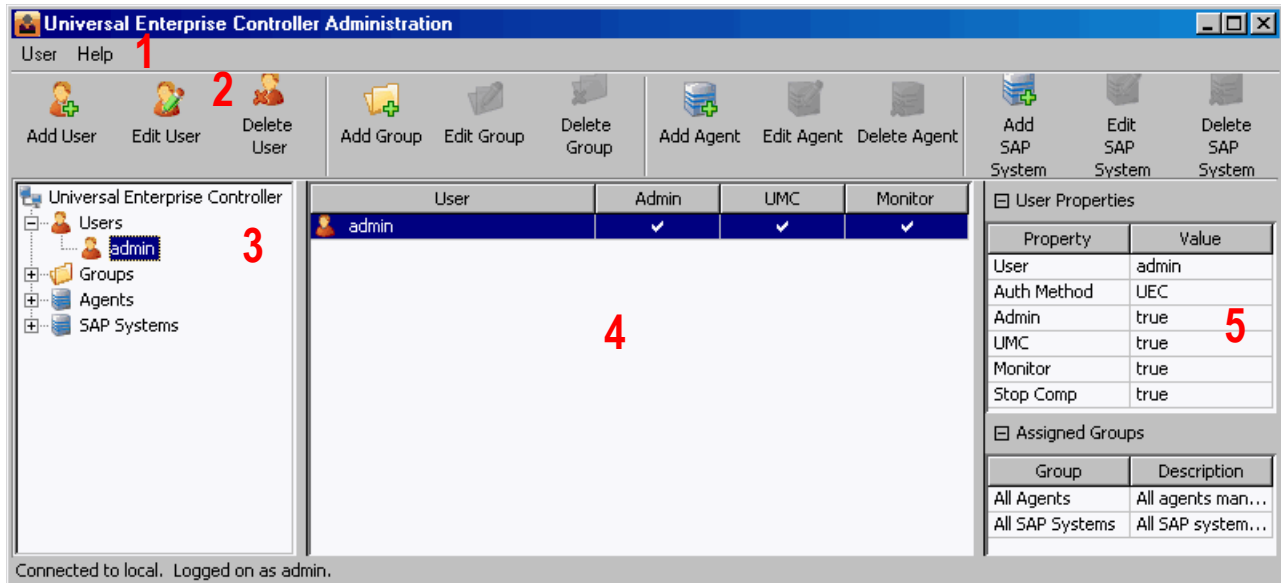 Universal Enterprise Controller Administration
User Help 1
2
Add User Edit User Delete User Add Group Edit Group Delete Group Add Agent Edit Agent Delete Agent Add SAP System Edit SAP System Delete SAP System
Universal Enterprise Controller
Users
admin
Groups
Agents
SAP Systems
3
User Admin UMC Monitor
admin
4
User Properties
Property Value
User admin
Auth Method UEC
Admin true
UMC true
Monitor true
Stop Comp true
5
Assigned Groups
Group Description
All Agents All agents man...
All SAP Systems All SAP system...
Connected to local. Logged on as admin.